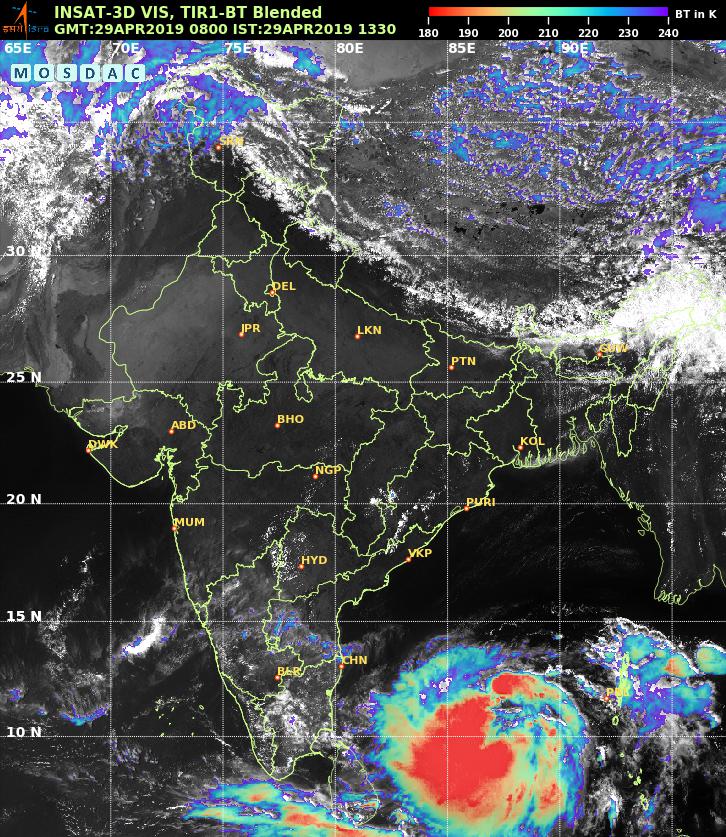 INSAT-3D VIS, TIR1-BT Blended
GMT:29APR2019 0800 IST:29APR2019 1330
180 190 200 210 220 230 240
BT in K
65E 70E 75E 80E 85E 90E
MOSDAC
SRN
30 N
DEL
JPR
LKN
GUW
PTN
25 N
ABD
BHO
DWK
KOL
NGP
20 N
PURI
MUM
VKP
HYD
15 N
CHN
BLR
PBL
10 N